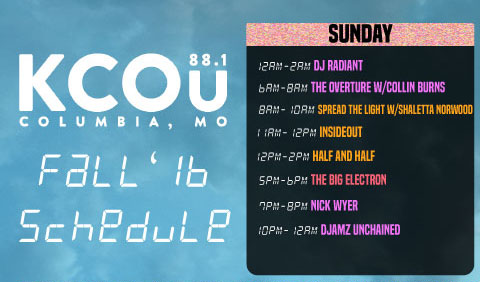 KCOU
88.1
COLUMBIA, MO
Fall '16
Schedule
SUNDAY
12AM-2AM DJ RADIANT
6AM-8AM THE OVERTURE W/COLLIN BURNS
8AM-10AM SPREAD THE LIGHT W/SHALETTA NORWOOD
11AM-12PM INSIDEOUT
12PM-2PM HALF AND HALF
5PM-6PM THE BIG ELECTRON
7PM-8PM NICK WYER
10PM-12AM DJAMZ UNCHAINED